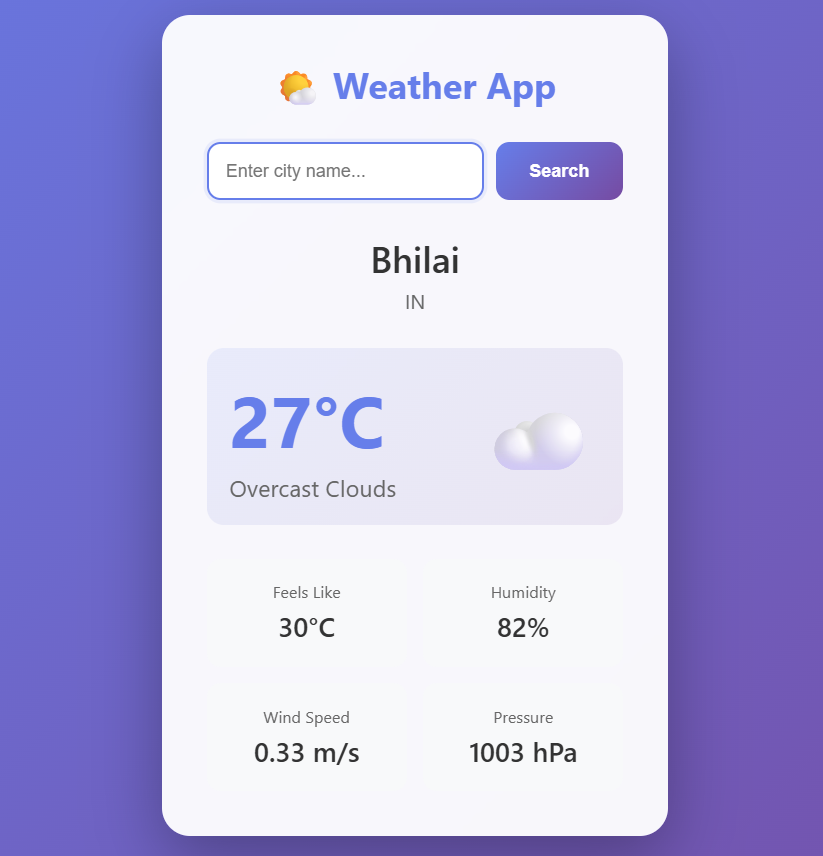 Weather App
Enter city name...
Search
Bhilai
IN
27°C
Overcast Clouds
Feels Like
30°C
Humidity
82%
Wind Speed
0.33 m/s
Pressure
1003 hPa